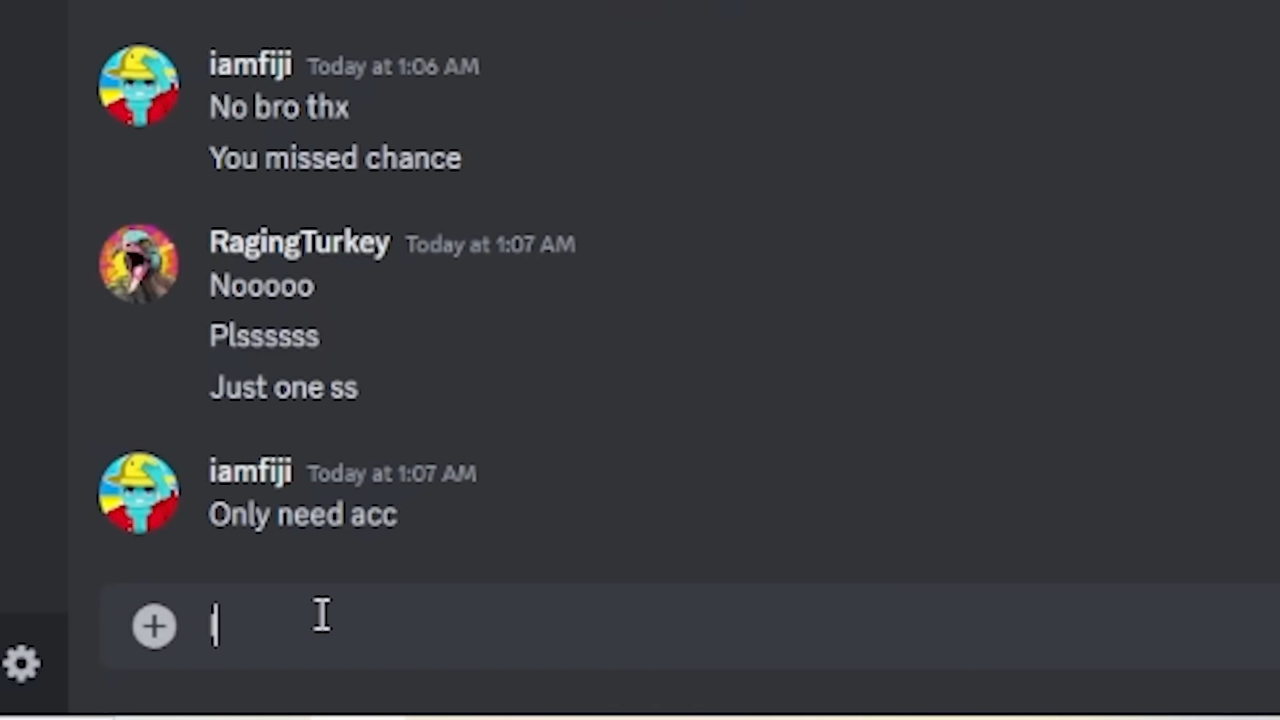 iamfiji Today at 1:06 AM
No bro thx
You missed chance
RagingTurkey Today at 1:07 AM
Nooooo
Plssssss
Just one ss
iamfiji Today at 1:07 AM
Only need acc